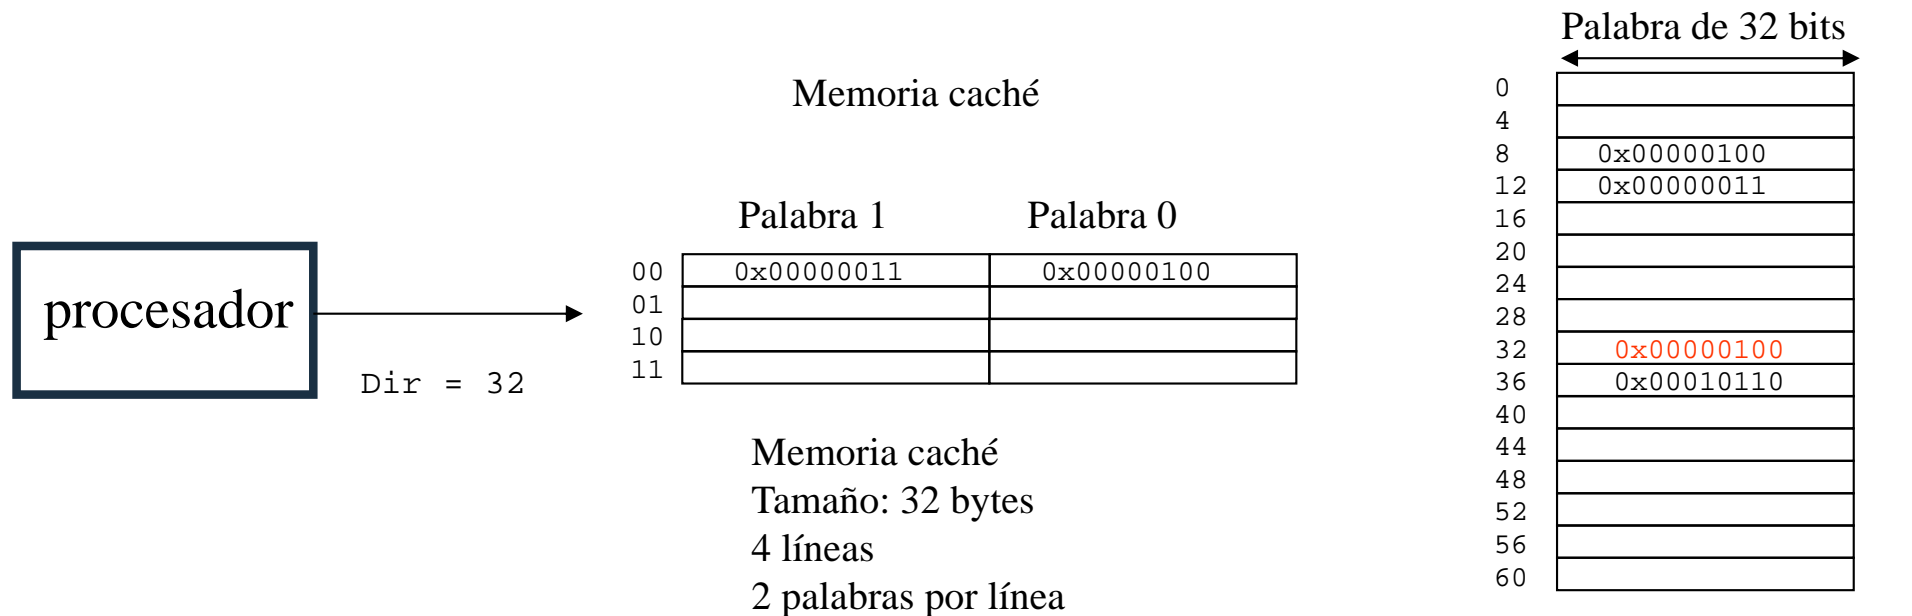 Palabra de 32 bits
Memoria caché
Palabra 1 Palabra 0
procesador
Dir = 32
00 0x00000011 0x00000100
01
10
11
Memoria caché
Tamaño: 32 bytes
4 líneas
2 palabras por línea
0
4
8 0x00000100
12 0x00000011
16
20
24
28
32 0x00000100
36 0x00010110
40
44
48
52
56
60